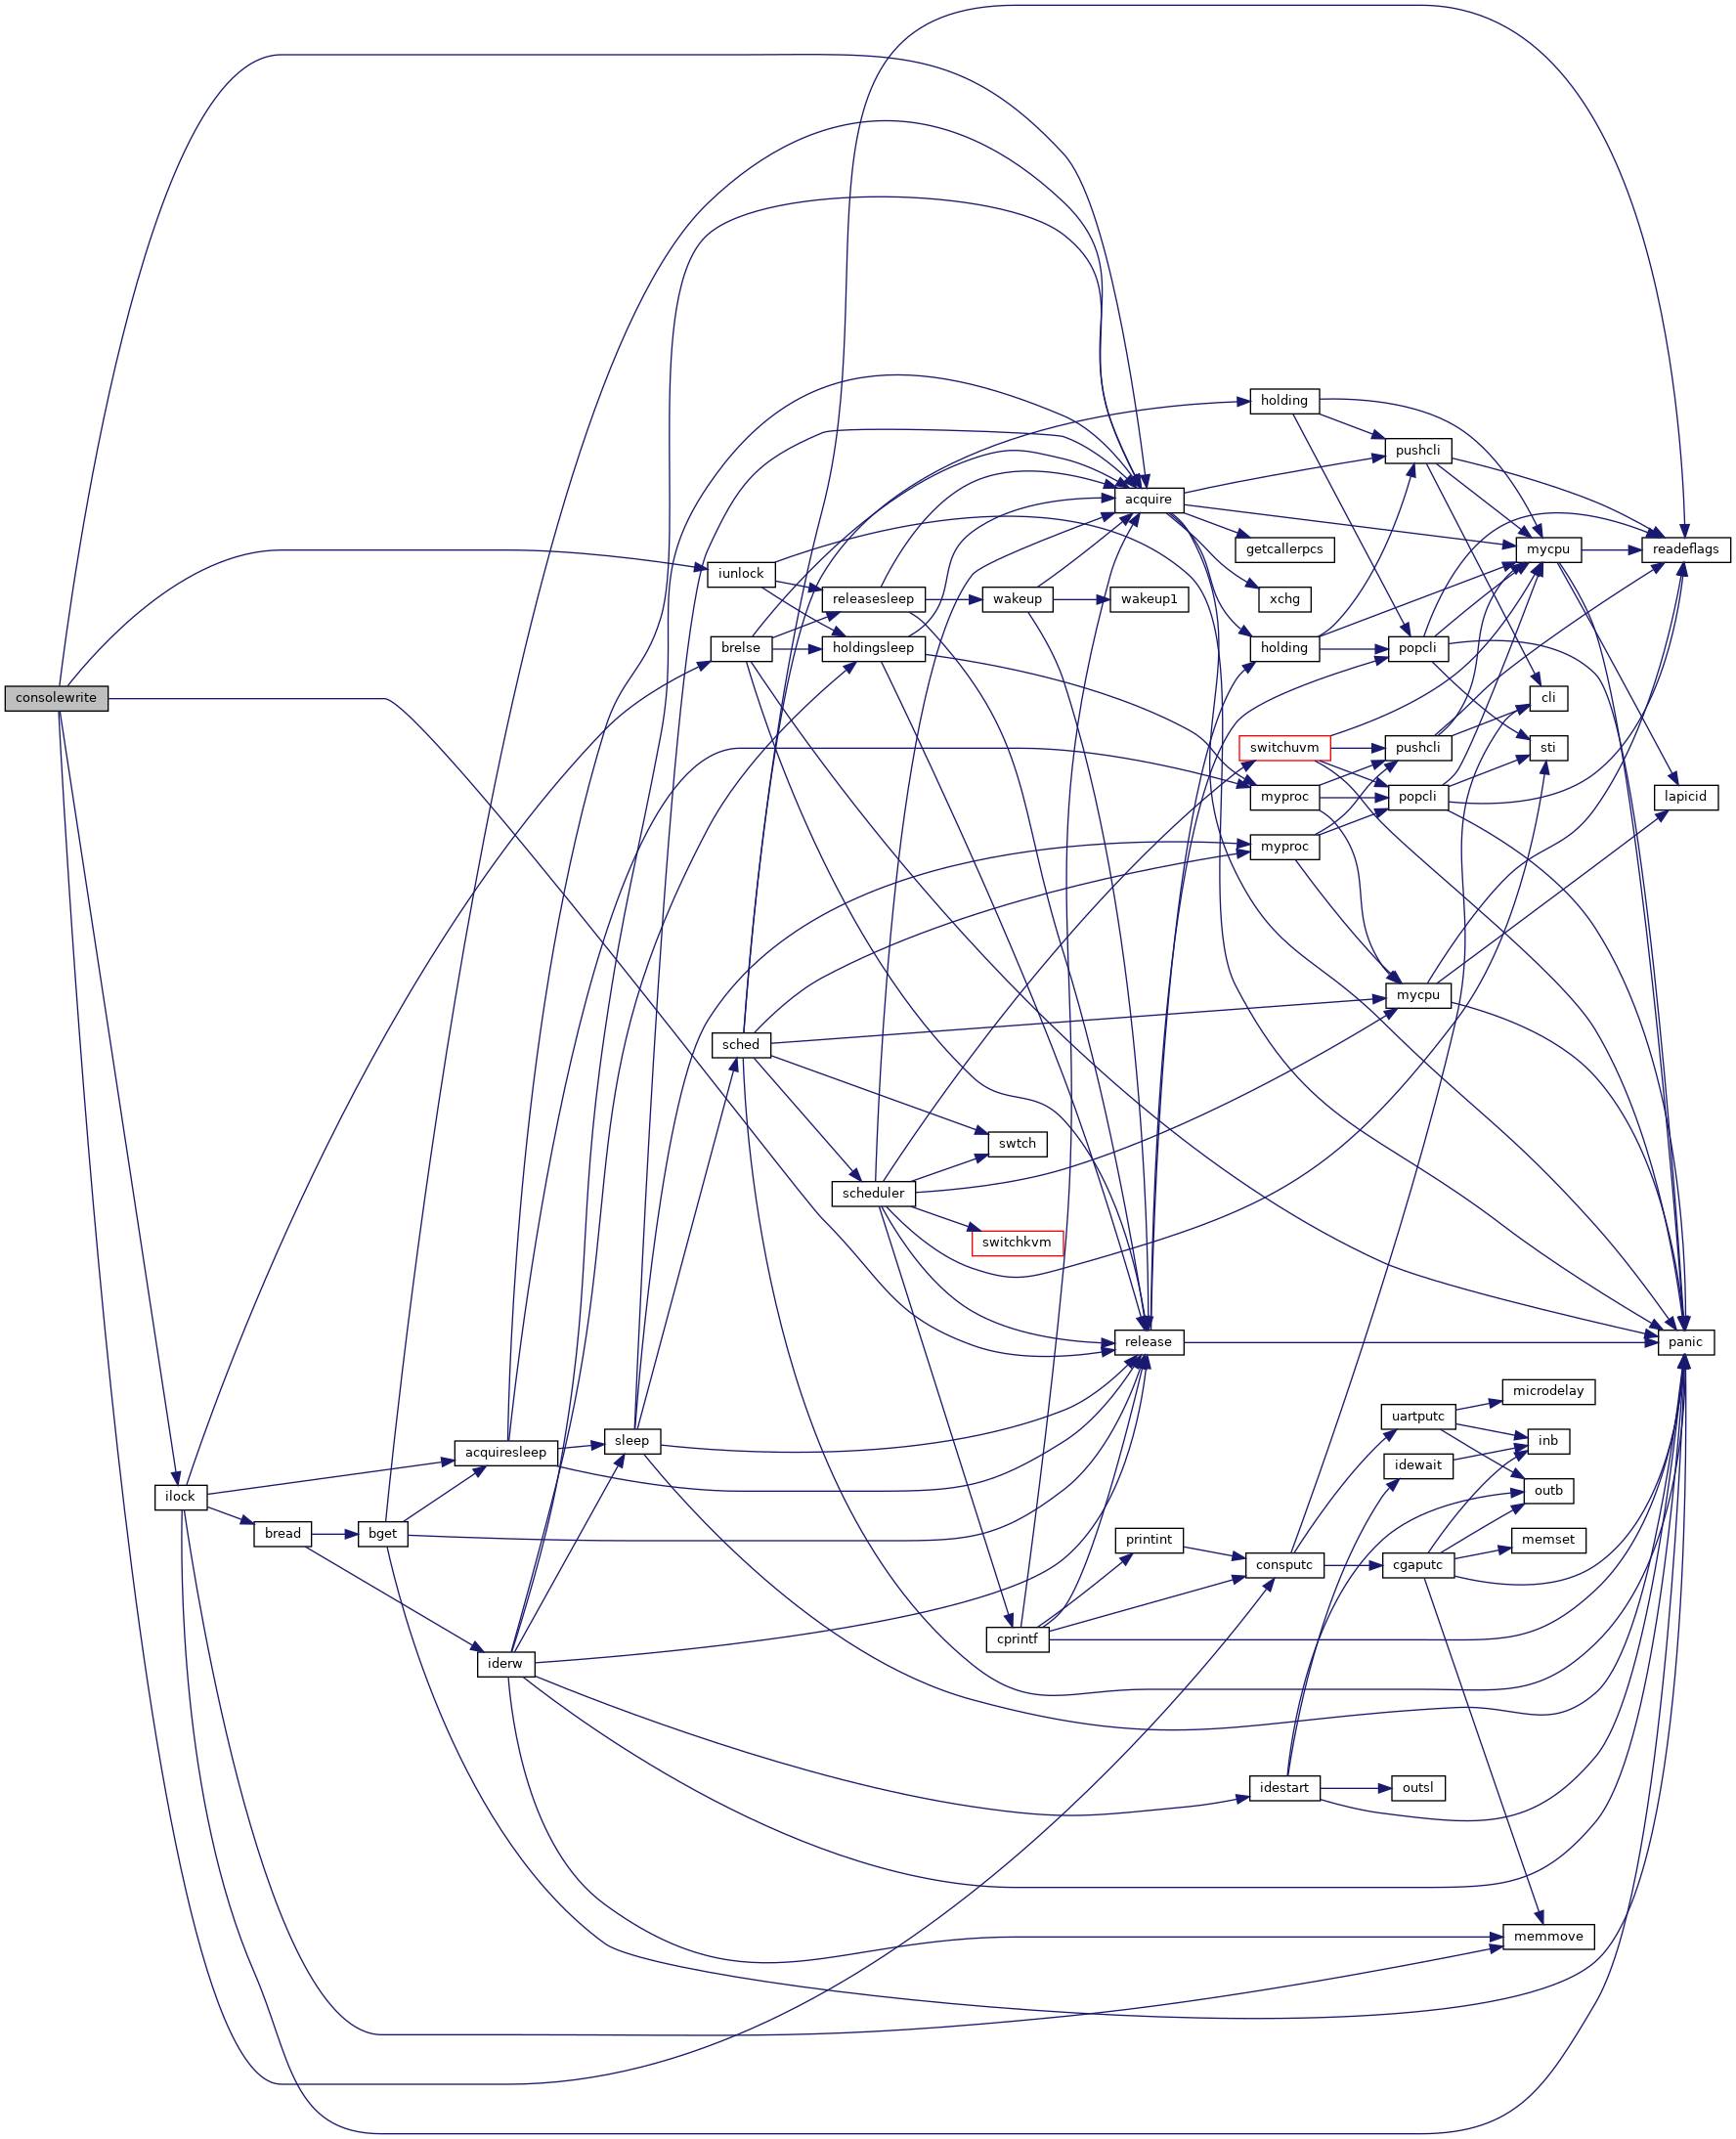 consolewrite
ilock
bread
bget
acquiresleep
iderw
sleep
iunlock
brelse
sched
releasesleep
holdingsleep
scheduler
wakeup
swtch
switchkvm
cprintf
acquire
wakeup1
release
printint
holding
getcallerpcs
xchg
holding
switchuvm
myproc
myproc
consputc
idestart
pushcli
popcli
pushcli
popcli
mycpu
uartputc
idewait
cgaputc
outsl
mycpu
cli
sti
microdelay
inb
outb
memset
memmove
readeflags
lapicid
panic